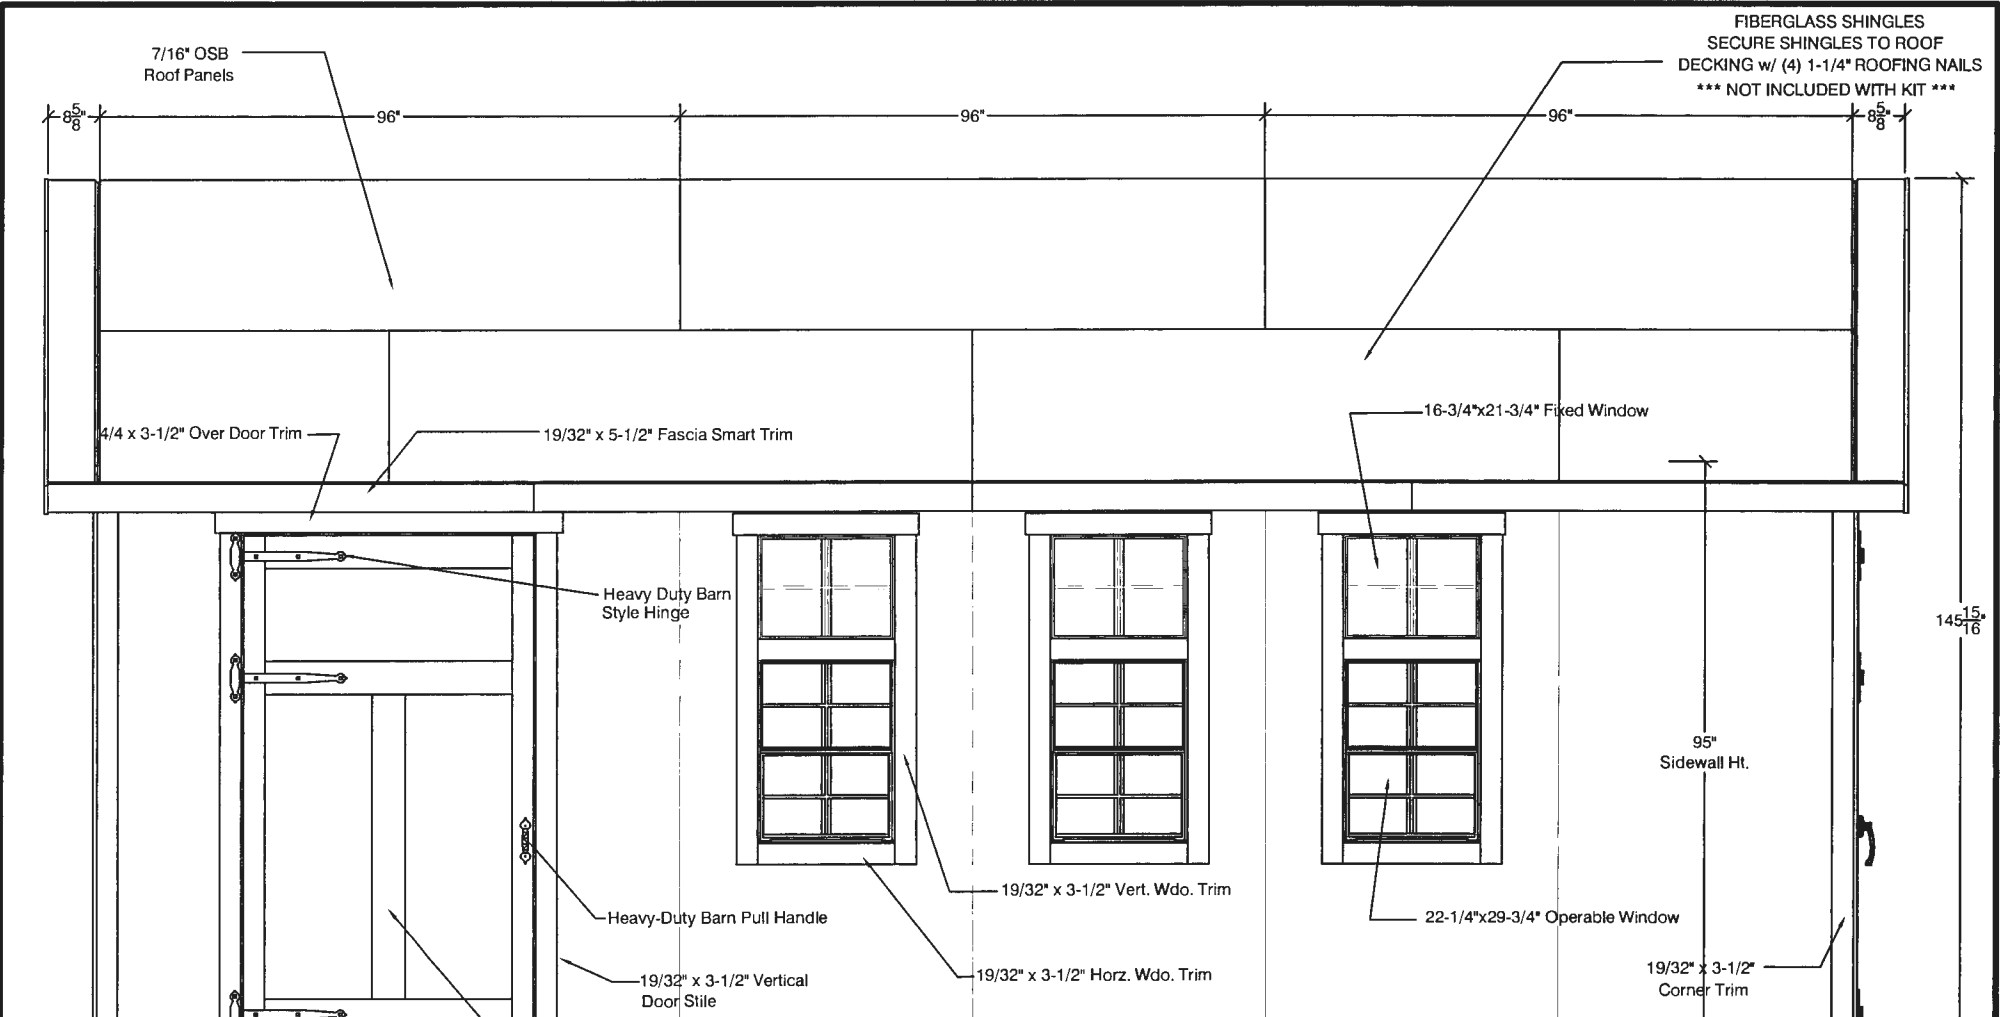 FIBERGLASS SHINGLES
SECURE SHINGLES TO ROOF
DECKING w/ (4) 1-1/4" ROOFING NAILS
*** NOT INCLUDED WITH KIT ***
7/16" OSB
Roof Panels
8 5/8"
96"
96"
96"
8 5/8"
16-3/4"x21-3/4" Fixed Window
4/4 x 3-1/2" Over Door Trim
19/32" x 5-1/2" Fascia Smart Trim
Heavy Duty Barn
Style Hinge
145 15/16"
95"
Sidewall Ht.
19/32" x 3-1/2" Vert. Wdo. Trim
Heavy-Duty Barn Pull Handle
22-1/4"x29-3/4" Operable Window
19/32" x 3-1/2" Horz. Wdo. Trim
19/32" x 3-1/2" Vertical
Door Stile
19/32" x 3-1/2"
Corner Trim